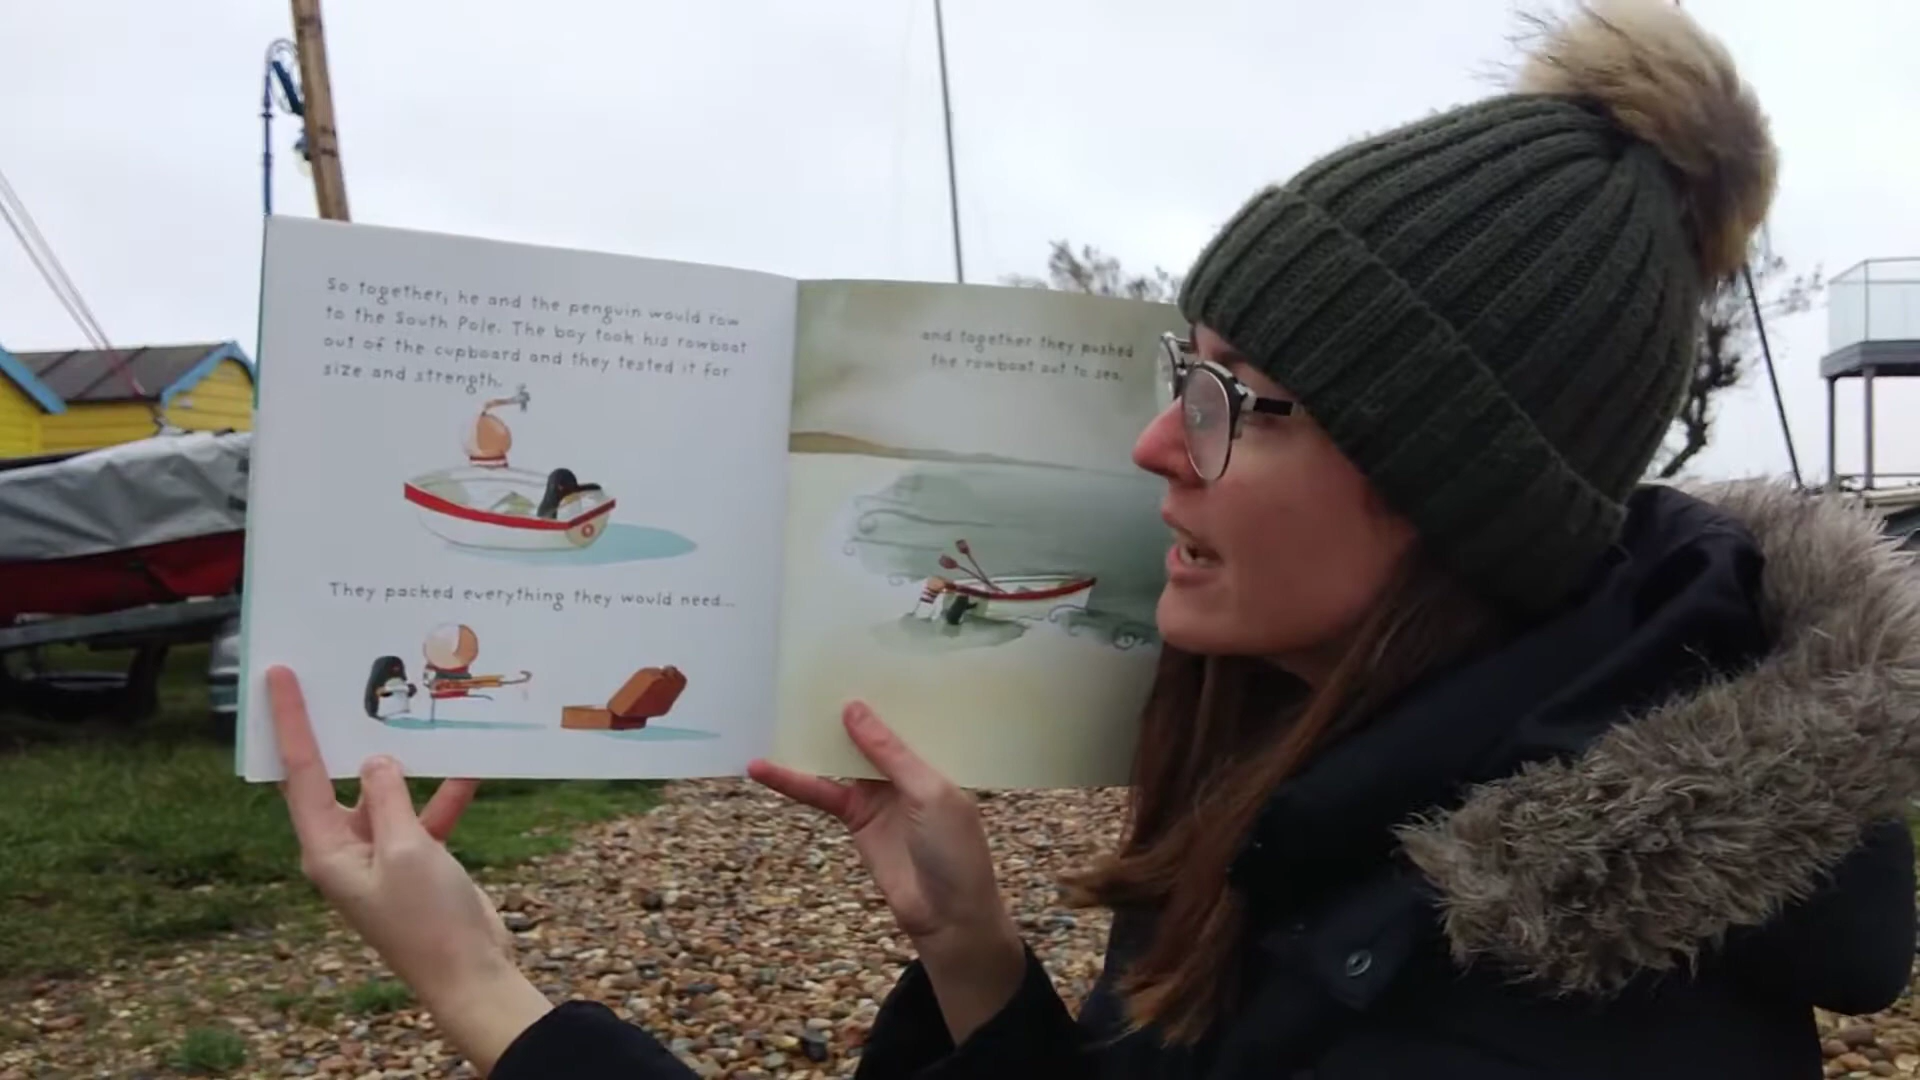 So together, he and the penguin would row
to the South Pole. The boy took his rowboat
out of the cupboard and they tested it for
size and strength.
They packed everything they would need...
and together they pushed
the rowboat out to sea.